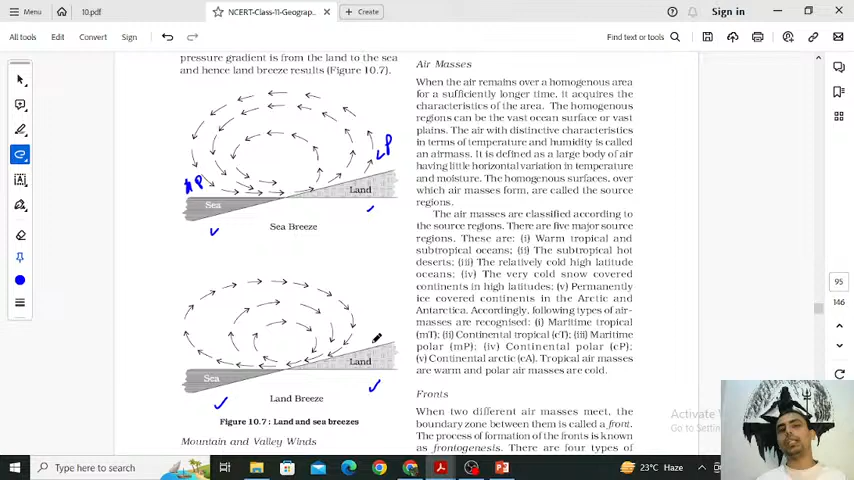 Menu
10.pdf
NCERT-Class-11-Geograp..
Create
Sign in
All tools
Edit
Convert
Sign
Find text or tools
pressure gradient is from the land to the sea
and hence land breeze results (Figure 10.7).
HP
LP
Sea
Land
Sea Breeze
Sea
Land
Land Breeze
Figure 10.7 : Land and sea breezes
Mountain and Valley Winds
Air Masses
When the air remains over a homogenous area
for a sufficiently longer time, it acquires the
characteristics of the area. The homogenous
regions can be the vast ocean surface or vast
plains. The air with distinctive characteristics
in terms of temperature and humidity is called
an airmass. It is defined as a large body of air
having little horizontal variation in temperature
and moisture. The homogenous surfaces, over
which air masses form, are called the source
regions.
The air masses are classified according to
the source regions. There are five major source
regions. These are: (i) Warm tropical and
subtropical oceans; (ii) The subtropical hot
deserts; (iii) The relatively cold high latitude
oceans; (iv) The very cold snow covered
continents in high latitudes; (v) Permanently
ice covered continents in the Arctic and
Antarctica. Accordingly, following types of air-
masses are recognised: (i) Maritime tropical
(mT); (ii) Continental tropical (cT); (iii) Maritime
polar (mP); (iv) Continental polar (cP);
(v) Continental arctic (cA). Tropical air masses
are warm and polar air masses are cold.
Fronts
When two different air masses meet, the
boundary zone between them is called a front.
The process of formation of the fronts is known
as frontogenesis. There are four types of
95
146
Activate
Go to Setting
Type here to search
23°C Haze